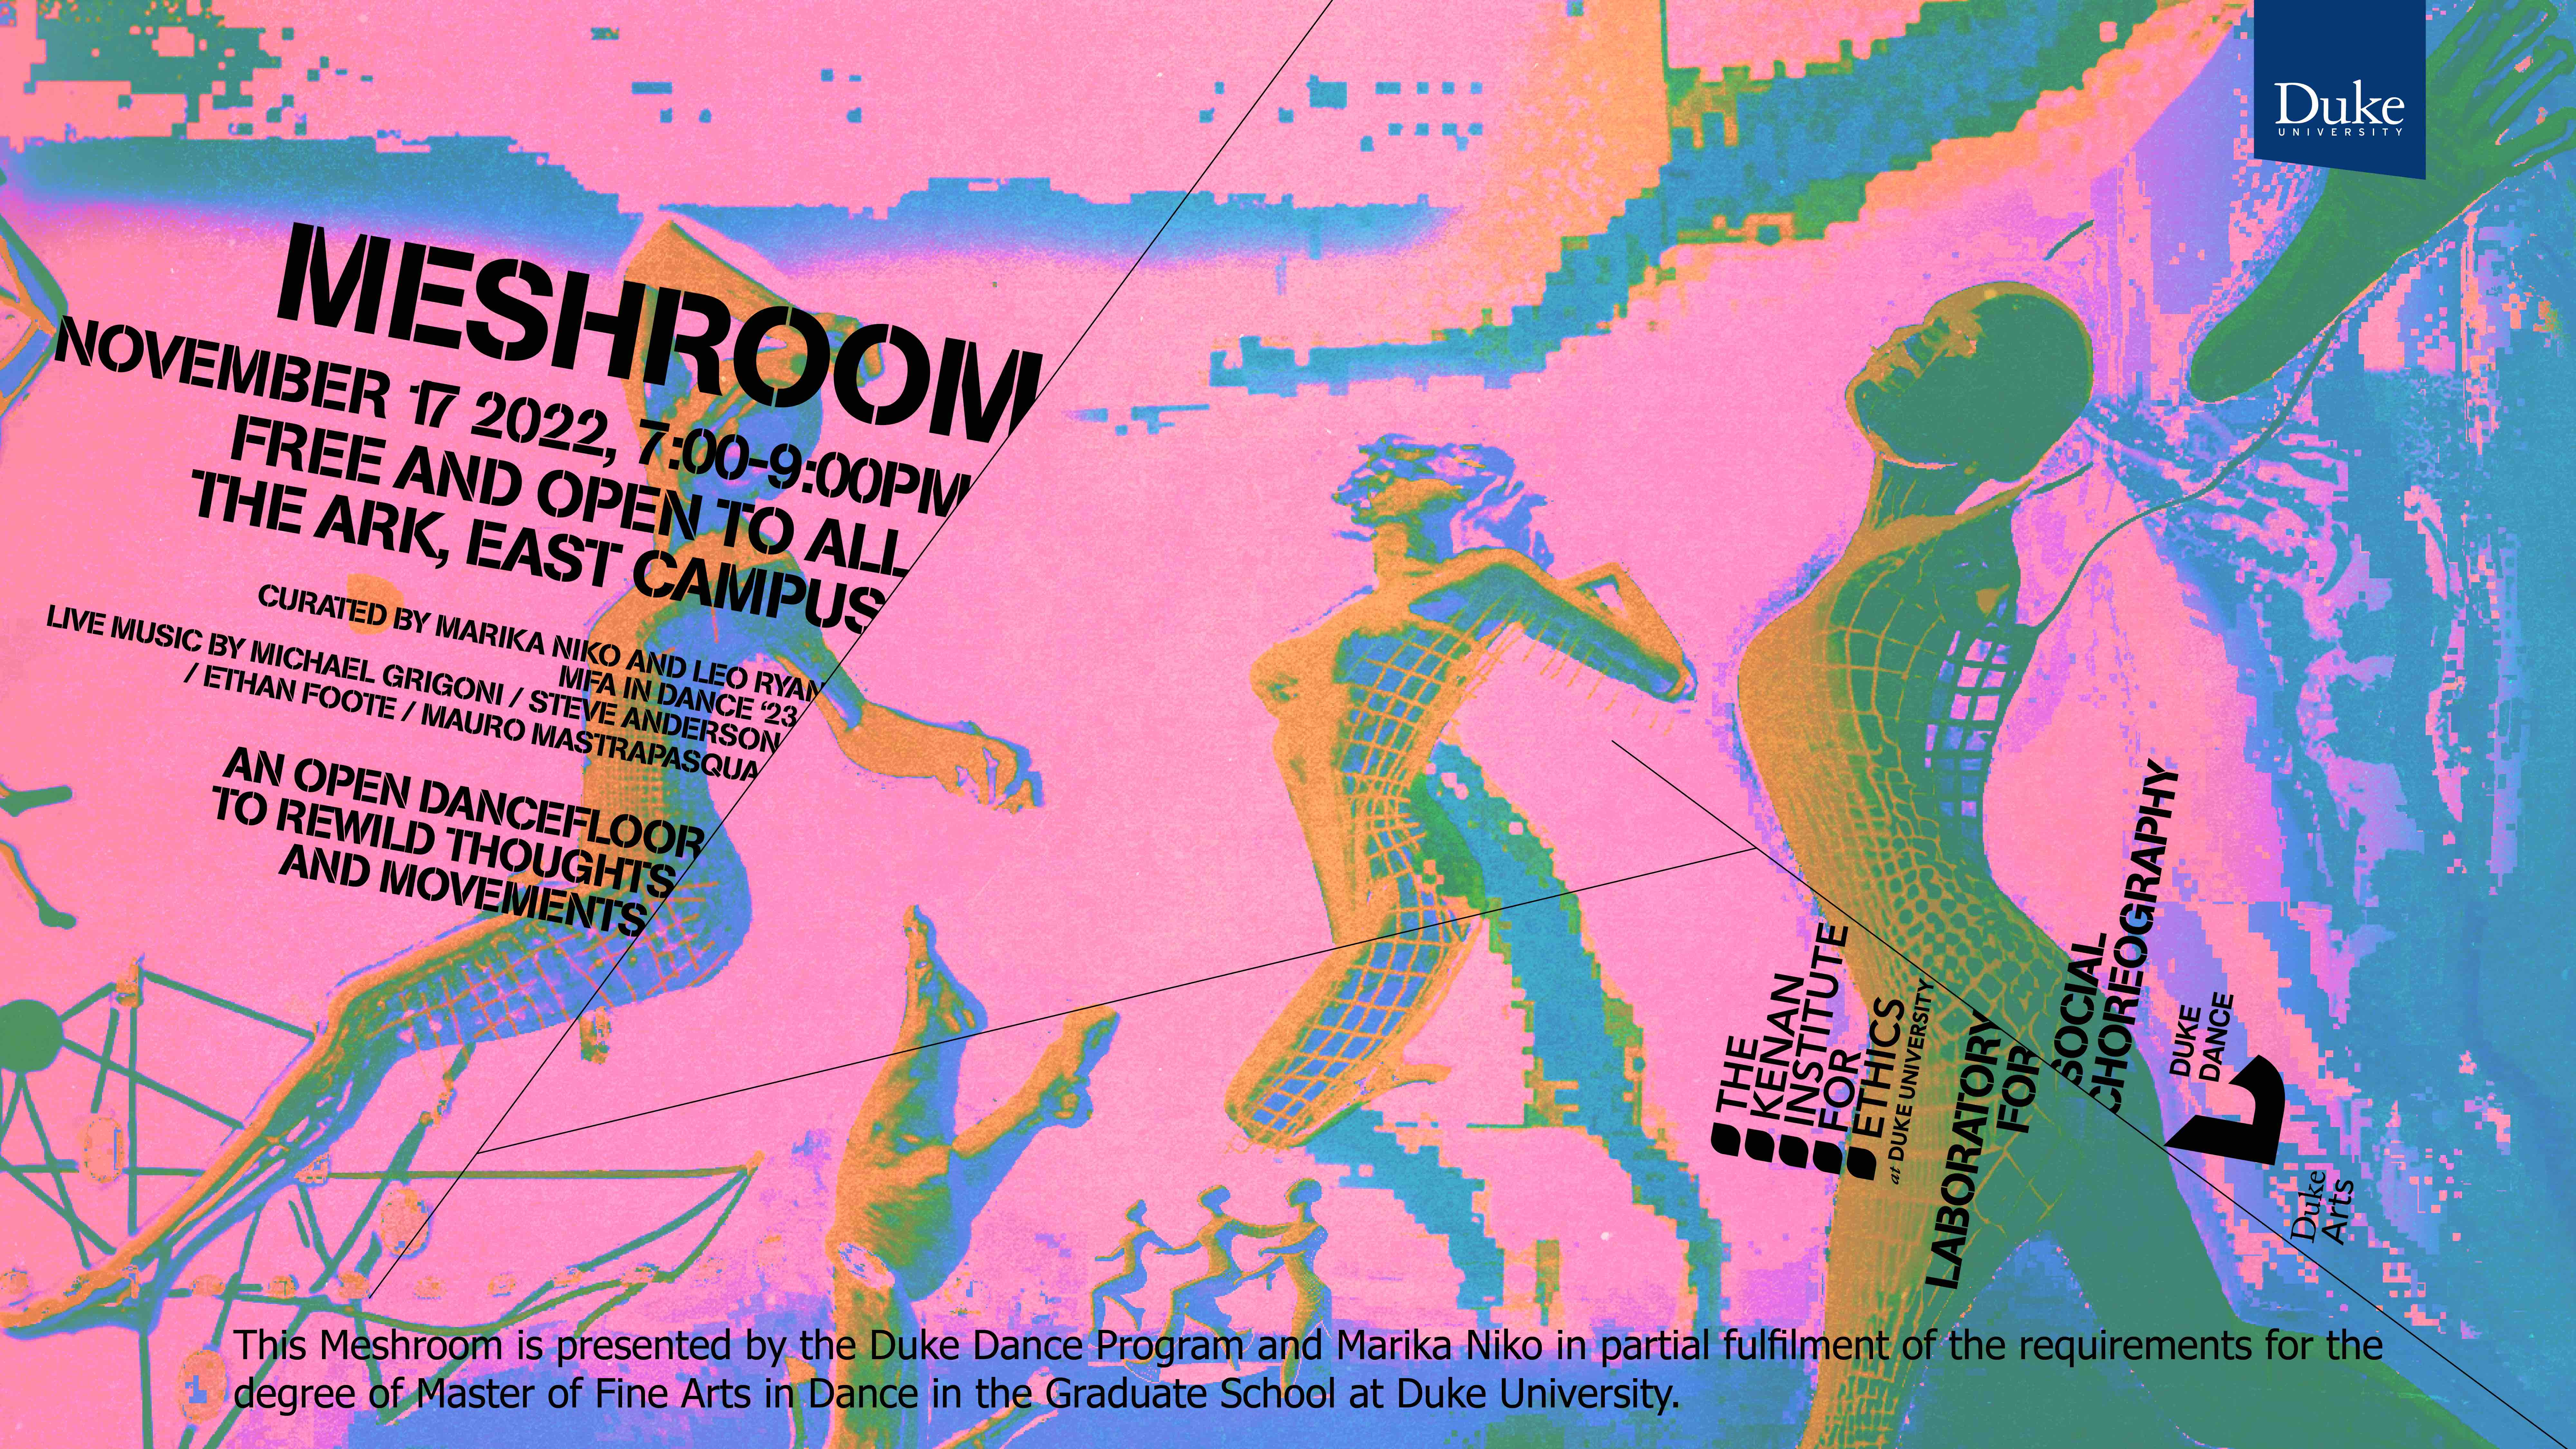 Duke
UNIVERSITY
MESHROOM
NOVEMBER 17 2022, 7:00-9:00PM
FREE AND OPEN TO ALL
THE ARK, EAST CAMPUS
CURATED BY MARIKA NIKO AND LEO RYAN
MFA IN DANCE ‘23
LIVE MUSIC BY MICHAEL GRIGONI / STEVE ANDERSON
/ ETHAN FOOTE / MAURO MASTRAPASQUA
AN OPEN DANCEFLOOR
TO REWILD THOUGHTS
AND MOVEMENTS
THE
KENAN
INSTITUTE
FOR
ETHICS
at DUKE UNIVERSITY
LABORATORY
FOR
SOCIAL
CHOREOGRAPHY
DUKE
DANCE
Duke
Arts
This Meshroom is presented by the Duke Dance Program and Marika Niko in partial fulfilment of the requirements for the
degree of Master of Fine Arts in Dance in the Graduate School at Duke University.